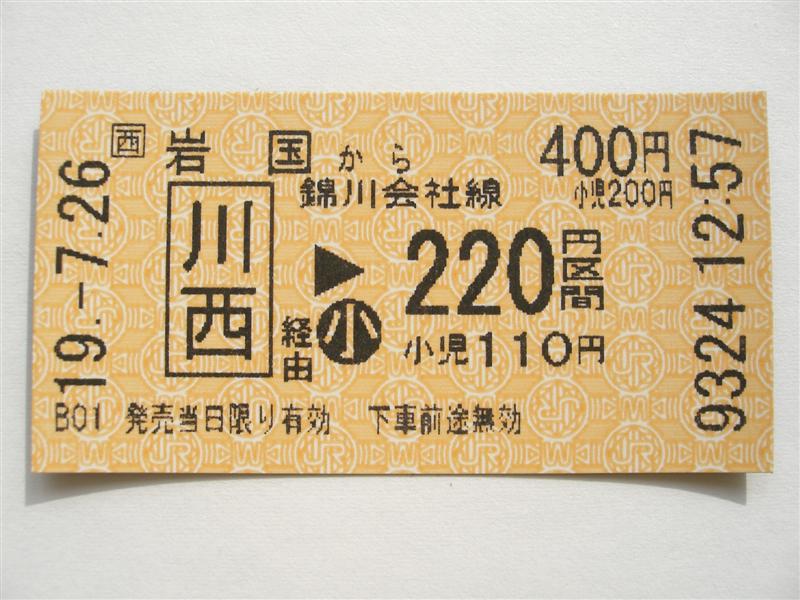 19.-7.26
西 岩国から 400円
錦川会社線 小児200円
川西経由 ▶ 小 220円区間
小児110円
B01 発売当日限り有効 下車前途無効
9324 12:57